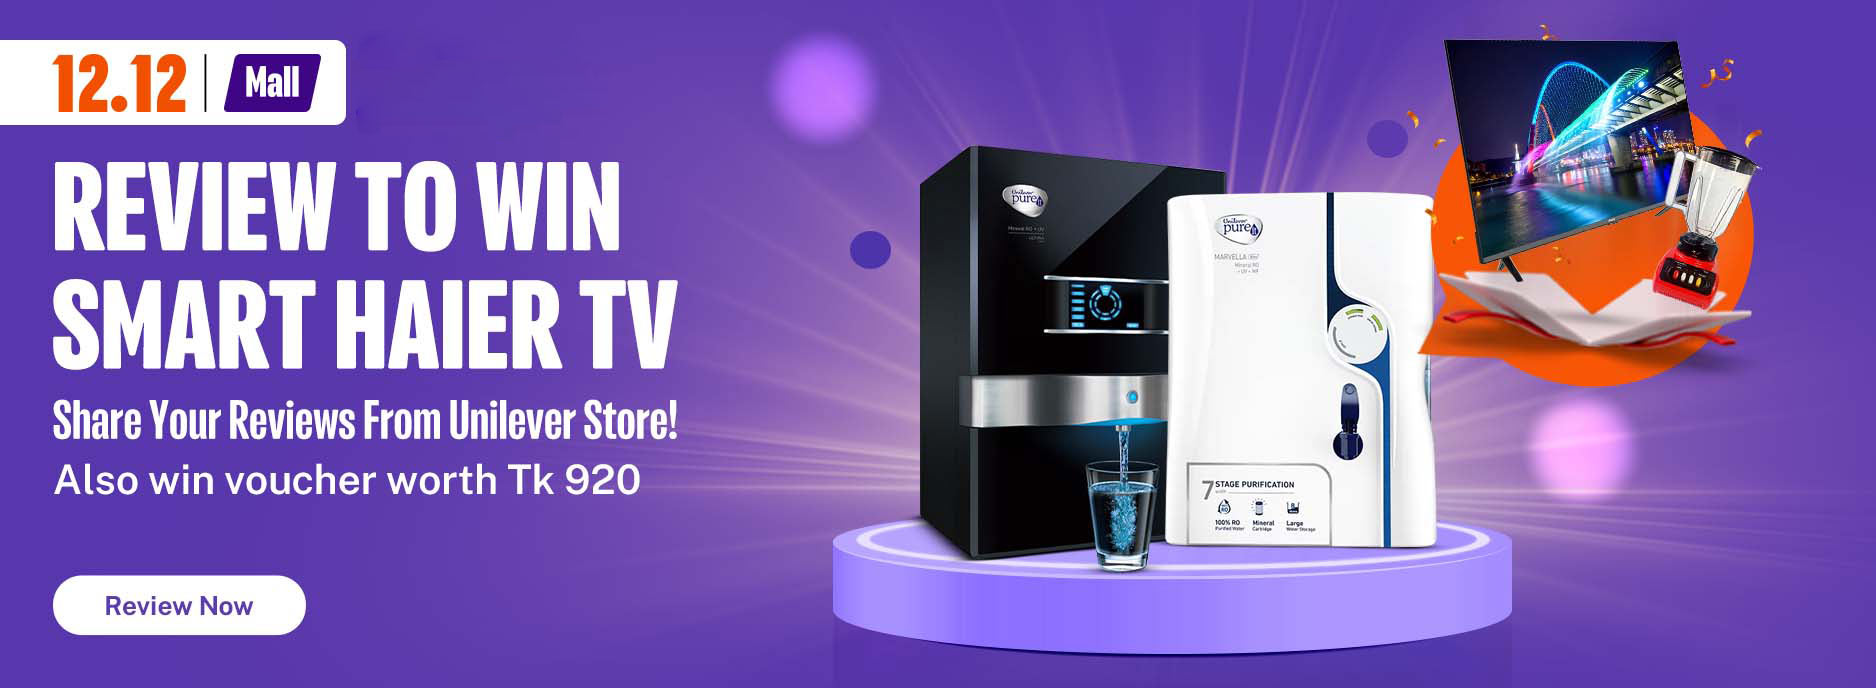 12.12 Mall
REVIEW TO WIN
SMART HAIER TV
Share Your Reviews From Unilever Store!
Also win voucher worth Tk 920
Review Now
Unilever
pureit
Mineral RO + UV
ULTIMA
Unilever
pureit
MARVELLA
Mineral RO
+ UV + MF
7 STAGE PURIFICATION
100% RO
Purified Water
Mineral
Cartridge
Large
Water Storage